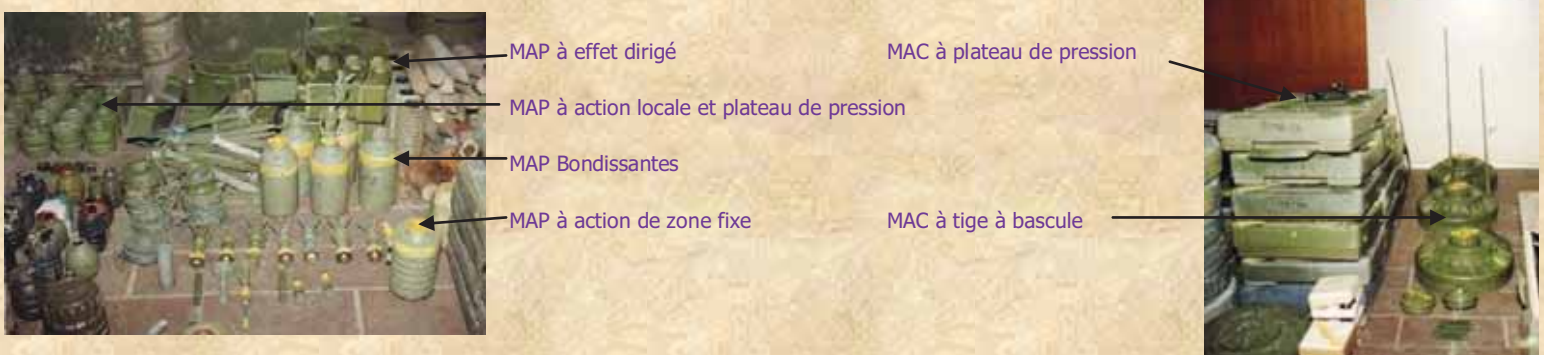 MAP à effet dirigé
MAP à action locale et plateau de pression
MAP Bondissantes
MAP à action de zone fixe
MAC à plateau de pression
MAC à tige à bascule